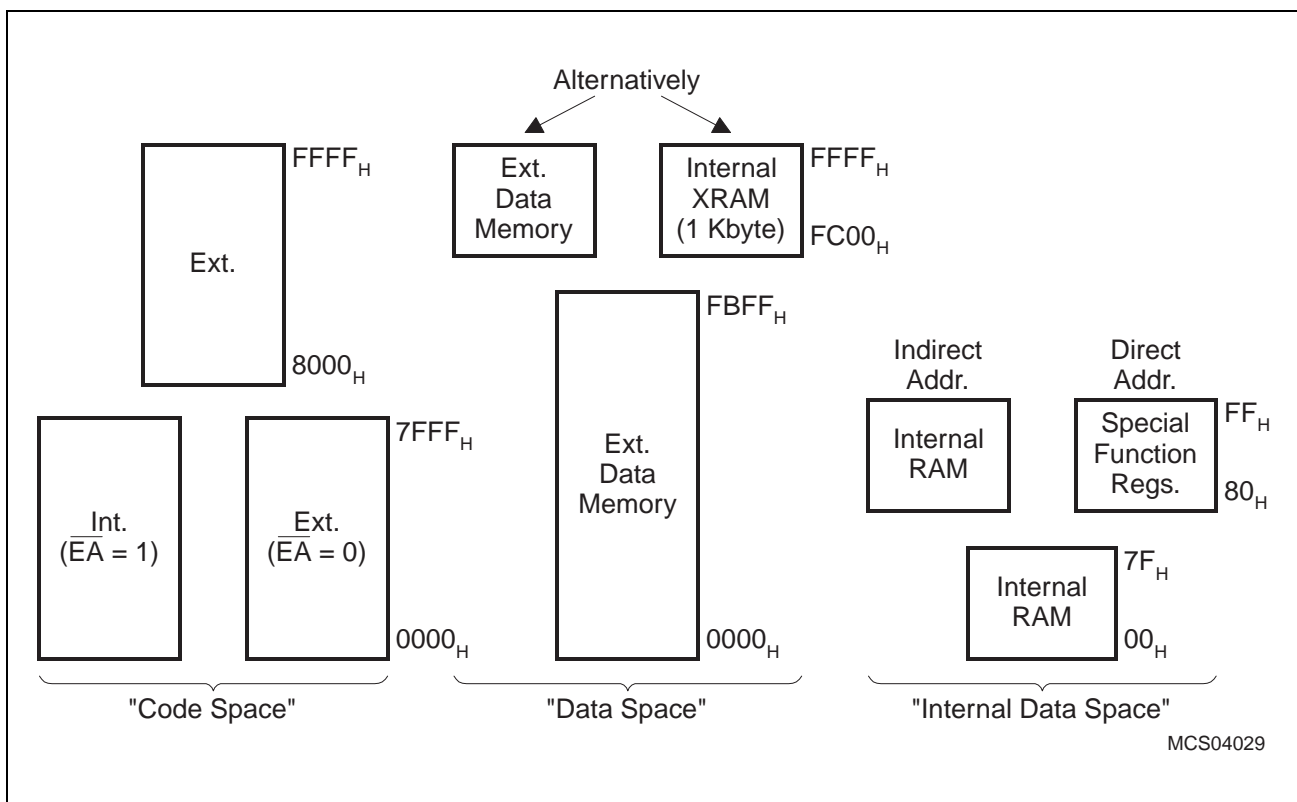 Alternatively
FFFFH
Ext.
8000H
Int.
(EA = 1)
Ext.
(EA = 0)
7FFFH
0000H
"Code Space"
Ext.
Data
Memory
Internal
XRAM
(1 Kbyte)
FFFFH
FC00H
Ext.
Data
Memory
FBFFH
0000H
"Data Space"
Indirect
Addr.
Internal
RAM
Direct
Addr.
Special
Function
Regs.
FFH
80H
Internal
RAM
7FH
00H
"Internal Data Space"
MCS04029